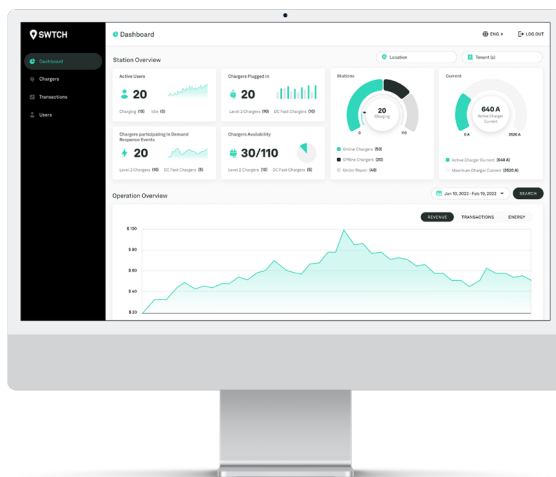 SWTCH
Dashboard
ENG
LOG OUT
Dashboard
Chargers
Transactions
Users
Station Overview
Location
Tenant (s)
Active Users
20
Charging (10) Idle (0)
Chargers Plugged In
20
Level 2 Chargers (10) DC Fast Chargers (10)
Stations
20
Charging
0
110
Online Chargers (50)
Offline Chargers (20)
Under Repair (40)
Current
640 A
Active Charger
Current
0 A
3520 A
Active Charger Current (640 A)
Maximum Charger Current (3520 A)
Chargers participating in Demand
Response Events
20
Level 2 Chargers (10) DC Fast Chargers (5)
Chargers Availability
30/110
Level 2 Chargers (10) DC Fast Chargers (5)
Operation Overview
Jan 10, 2022 - Feb 19, 2023
SEARCH
REVENUE
TRANSACTIONS
ENERGY
$ 100
$ 80
$ 60
$ 40
$ 20